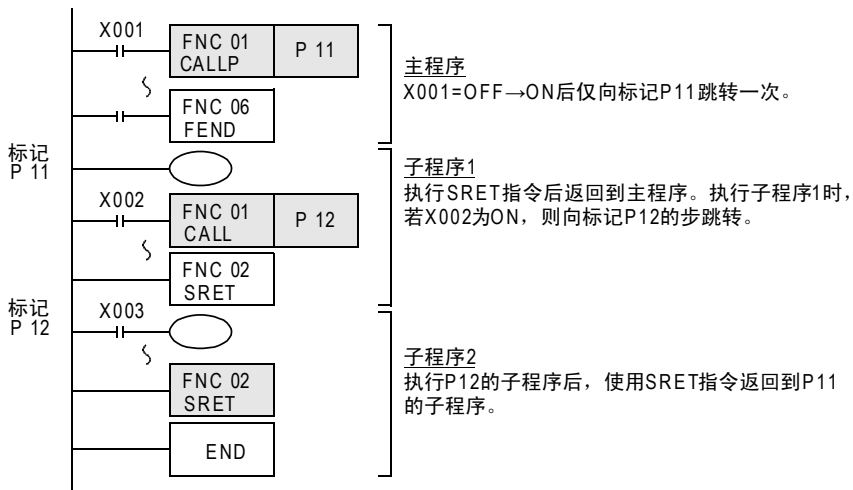 X001
FNC 01
CALLP
P 11
FNC 06
FEND
主程序
X001=OFF→ON后仅向标记P11跳转一次。
标记
P 11
X002
FNC 01
CALL
P 12
FNC 02
SRET
子程序1
执行SRET指令后返回到主程序。执行子程序1时，
若X002为ON，则向标记P12的步跳转。
标记
P 12
X003
FNC 02
SRET
END
子程序2
执行P12的子程序后，使用SRET指令返回到P11
的子程序。